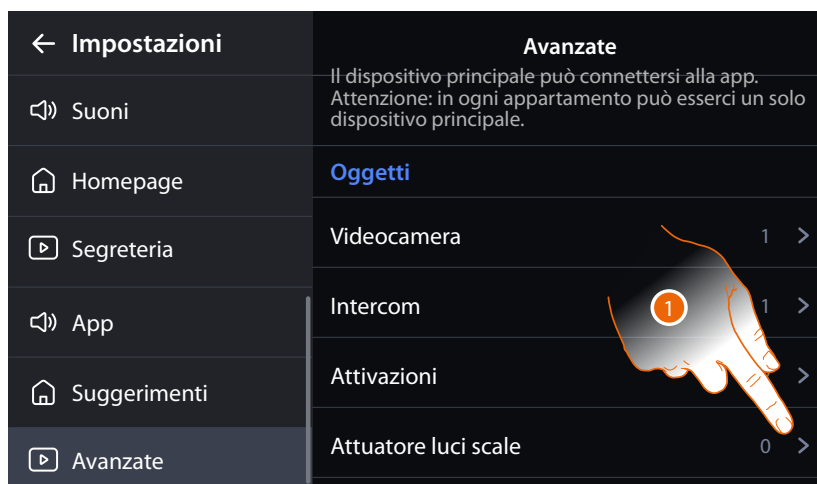 Impostazioni
Suoni
Homepage
Segreteria
App
Suggerimenti
Avanzate
Avanzate
Il dispositivo principale può connettersi alla app.
Attenzione: in ogni appartamento può esserci un solo
dispositivo principale.
Oggetti
Videocamera 1
Intercom 1
1
Attivazioni
Attuatore luci scale 0